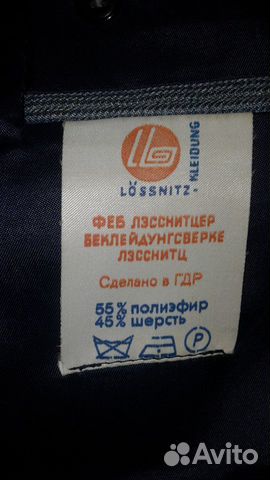 LÖSSNITZ-
KLEIDUNG
ФЕБ ЛЭССНИТЦЕР
БЕКЛЕЙДУНГСВЕРКЕ
ЛЭССНИТЦ
Сделано в ГДР
55% полиэфир
45% шерсть
P
Avito